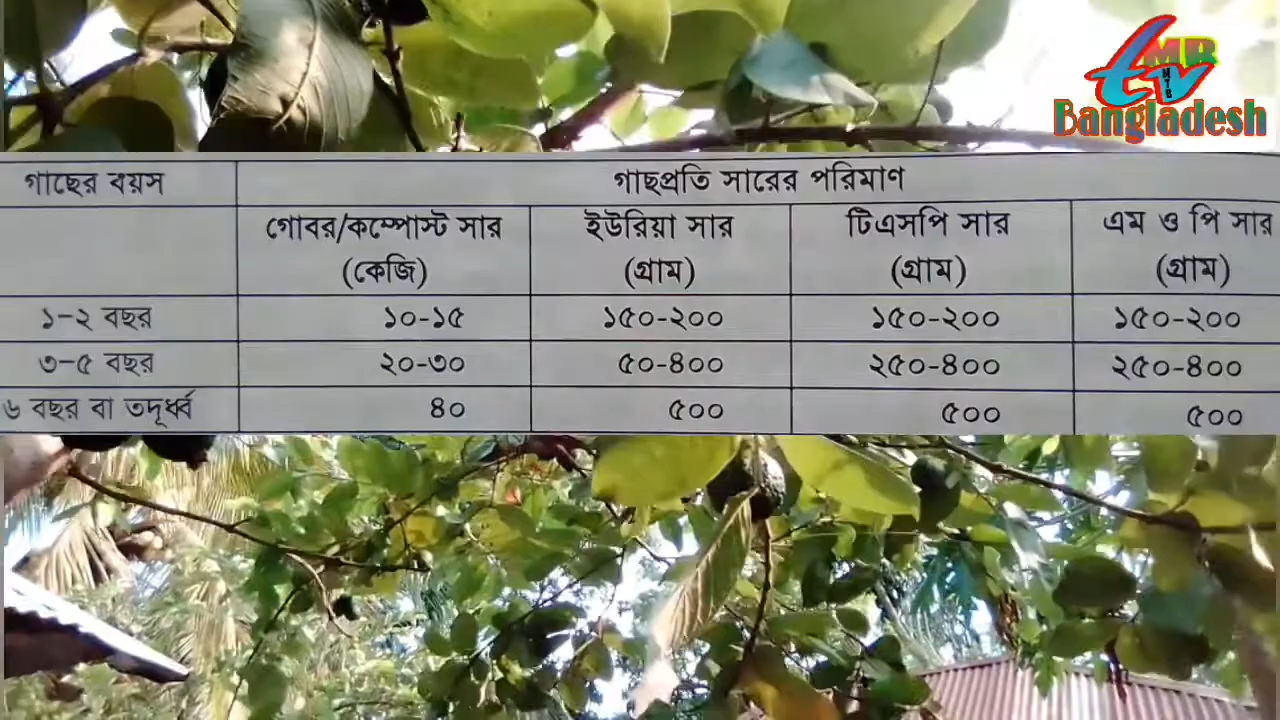 tv
MB
MTB
Bangladesh
গাছের বয়স গাছপ্রতি সারের পরিমাণ
গোবর/কম্পোস্ট সার ইউরিয়া সার টিএসপি সার এম ও পি সার
(কেজি) (গ্রাম) (গ্রাম) (গ্রাম)
১-২ বছর ১০-১৫ ১৫০-২০০ ১৫০-২০০ ১৫০-২০০
৩-৫ বছর ২০-৩০ ৫০-৪০০ ২৫০-৪০০ ২৫০-৪০০
৬ বছর বা তদূর্ধ্ব ৪০ ৫০০ ৫০০ ৫০০